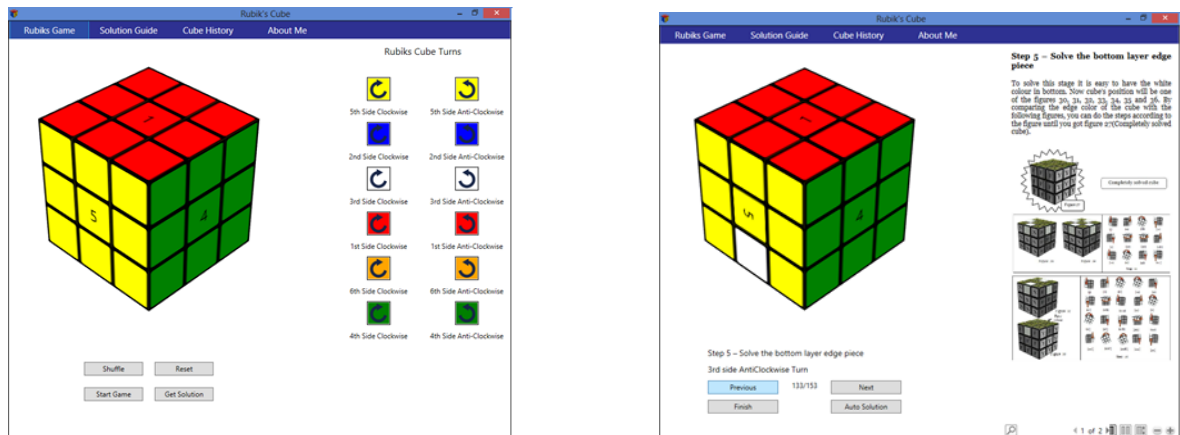 Rubik's Cube
Rubiks Game Solution Guide Cube History About Me
Rubiks Cube Turns
5th Side Clockwise 5th Side Anti-Clockwise
2nd Side Clockwise 2nd Side Anti-Clockwise
3rd Side Clockwise 3rd Side Anti-Clockwise
1st Side Clockwise 1st Side Anti-Clockwise
6th Side Clockwise 6th Side Anti-Clockwise
4th Side Clockwise 4th Side Anti-Clockwise
1
5
4
Shuffle Reset
Start Game Get Solution
Rubik's Cube
Rubiks Game Solution Guide Cube History About Me
1
5
4
Step 5 – Solve the bottom layer edge
piece
To solve this stage it is easy to have the white
colour in bottom. Now cube's position will be one
of the figures 30, 31, 32, 33, 34, 35 and 36. By
comparing the edge color of the cube with the
following figures, you can do the steps according to
the figure until you got figure 27(Completely solved
cube).
Completely solved cube
Step 5 – Solve the bottom layer edge piece
3rd side AntiClockwise Turn
Previous 133/153 Next
Finish Auto Solution
1 of 2